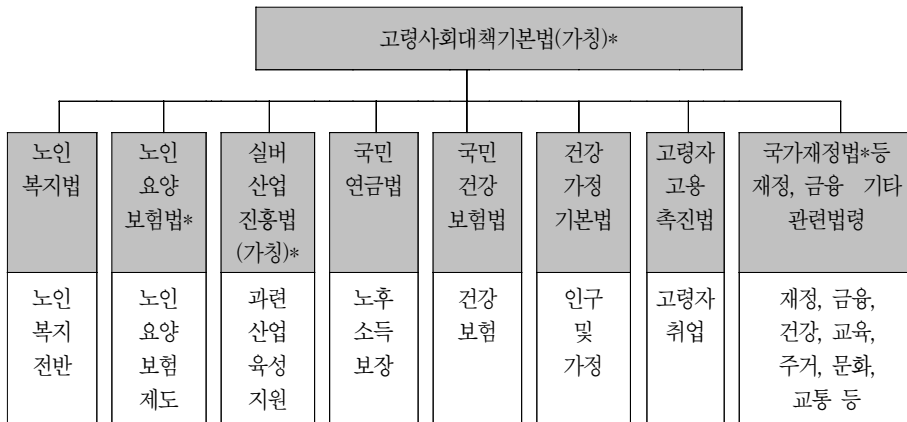 고령사회대책기본법(가칭)*
노인
복지법
노인
요양
보험법*
실버
산업
진흥법
(가칭)*
국민
연금법
국민
건강
보험법
건강
가정
기본법
고령자
고용
촉진법
국가재정법*등
재정, 금융 기타
관련법령
노인
복지
전반
노인
요양
보험
제도
과련
산업
육성
지원
노후
소득
보장
건강
보험
인구
및
가정
고령자
취업
재정, 금융,
건강, 교육,
주거, 문화,
교통 등